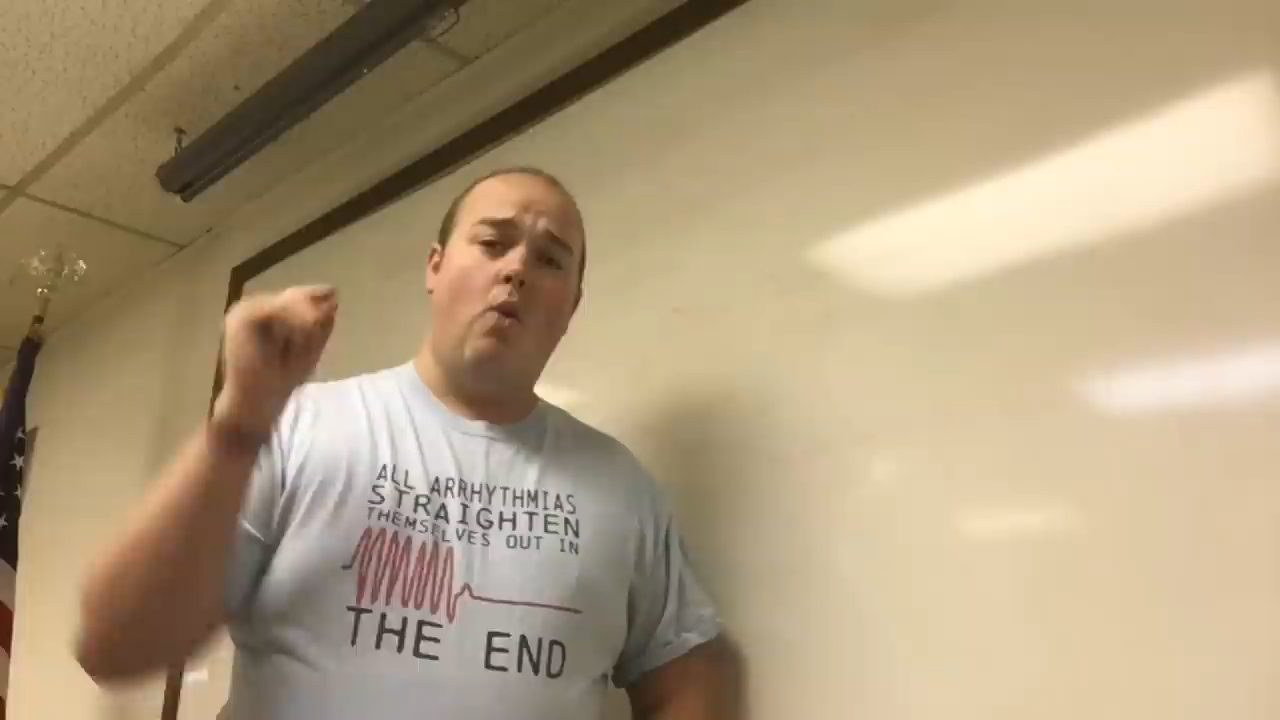 ALL ARRHYTHMIAS
STRAIGHTEN
THEMSELVES OUT IN
THE END